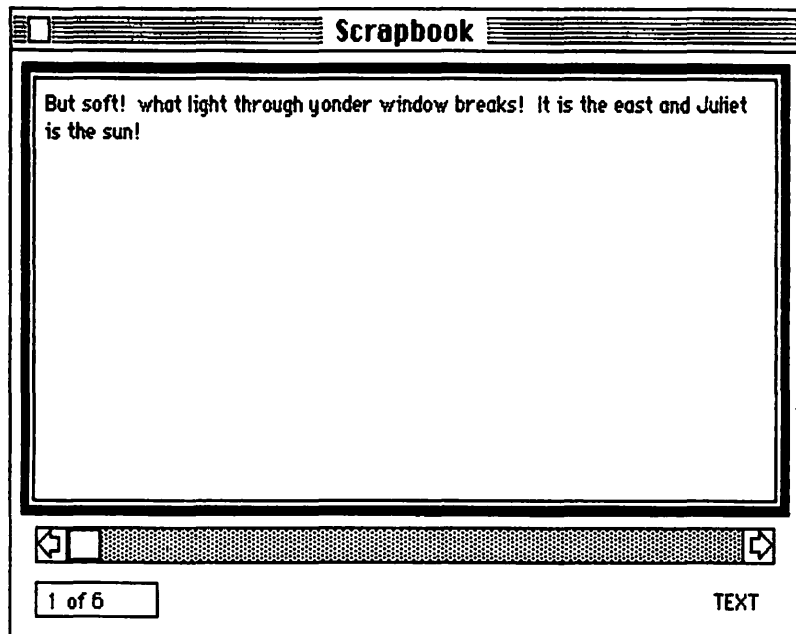 Scrapbook
But soft!  what light through yonder window breaks!  It is the east and Juliet
is the sun!
1 of 6
TEXT